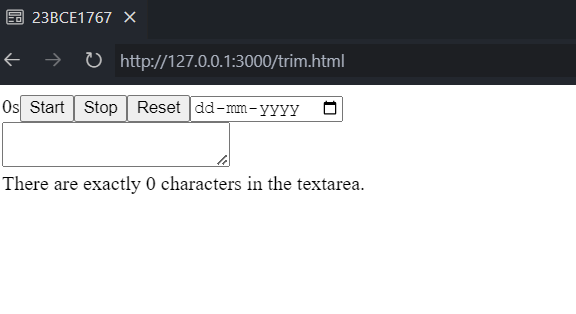 23BCE1767
http://127.0.0.1:3000/trim.html
0s Start Stop Reset dd-mm-yyyy
There are exactly 0 characters in the textarea.